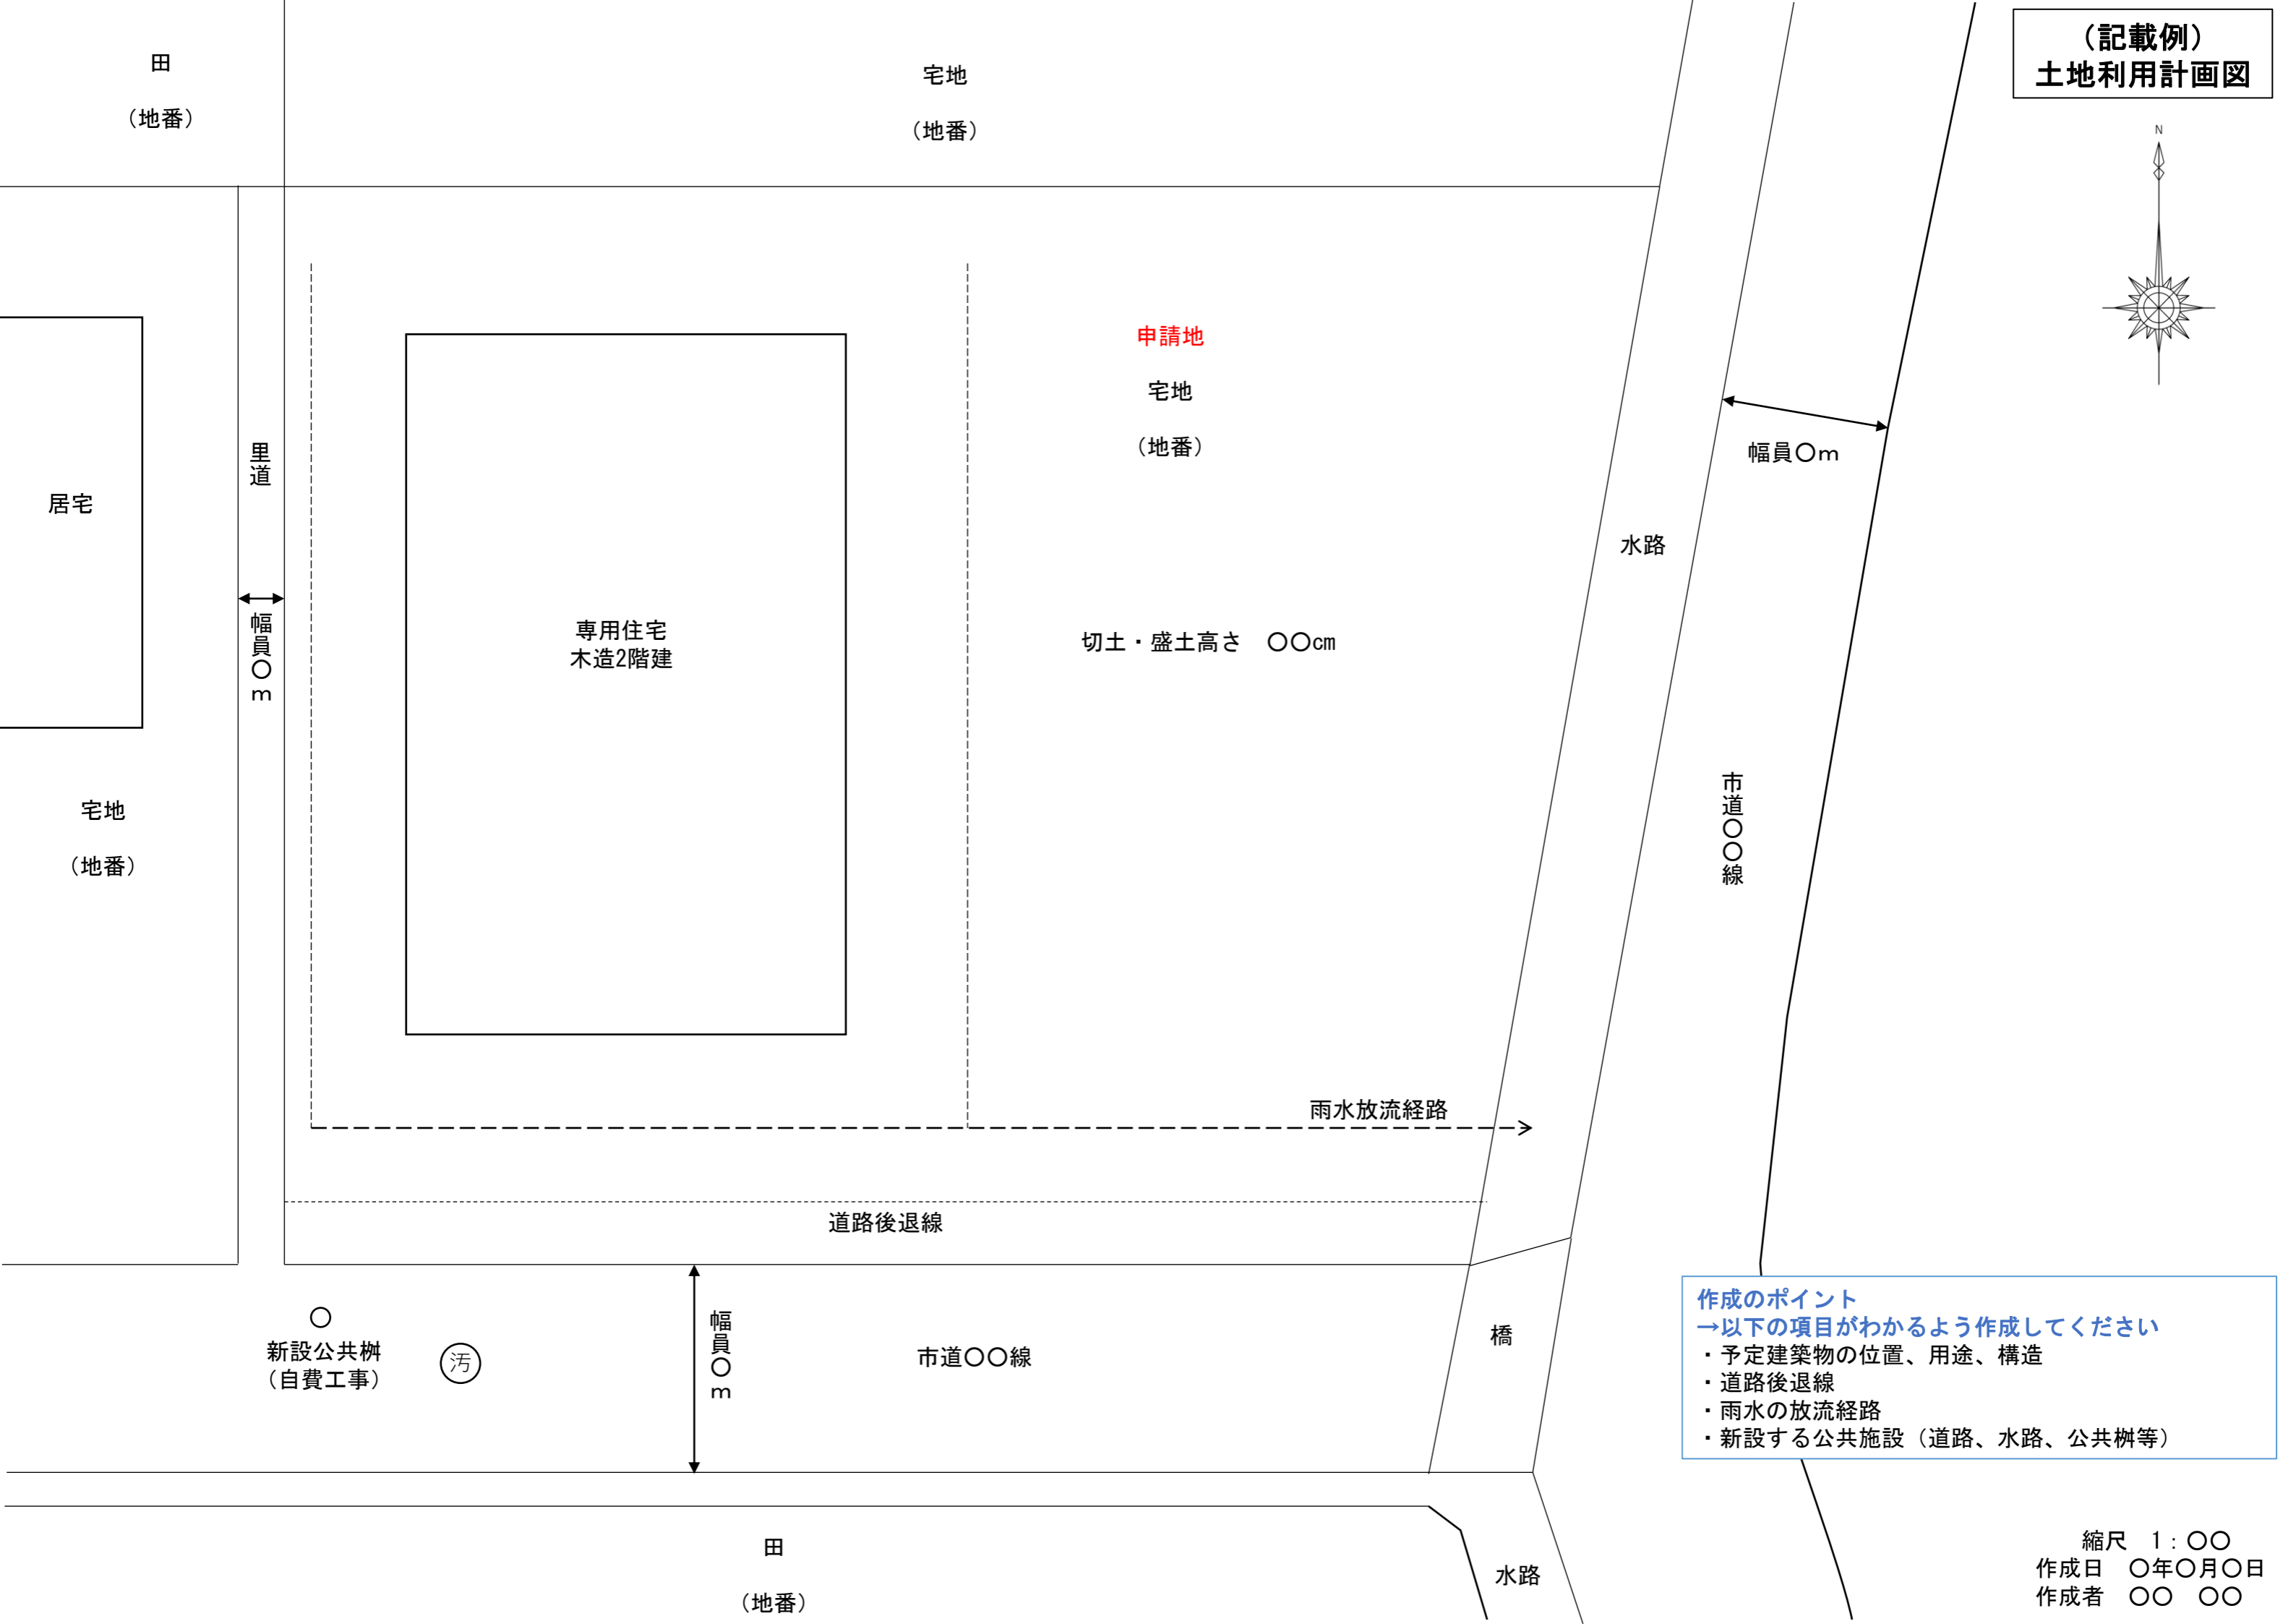 （記載例）
土地利用計画図
N
田
（地番）
宅地
（地番）
申請地
宅地
（地番）
幅員〇ｍ
里道
居宅
水路
幅員〇ｍ
専用住宅
木造2階建
切土・盛土高さ　〇〇㎝
宅地
（地番）
市道〇〇線
雨水放流経路
道路後退線
新設公共桝
（自費工事）
汚
幅員〇ｍ
市道〇〇線
橋
作成のポイント
→以下の項目がわかるよう作成してください
・予定建築物の位置、用途、構造
・道路後退線
・雨水の放流経路
・新設する公共施設（道路、水路、公共桝等）
田
（地番）
水路
縮尺　1：〇〇
作成日　〇年〇月〇日
作成者　〇〇　〇〇